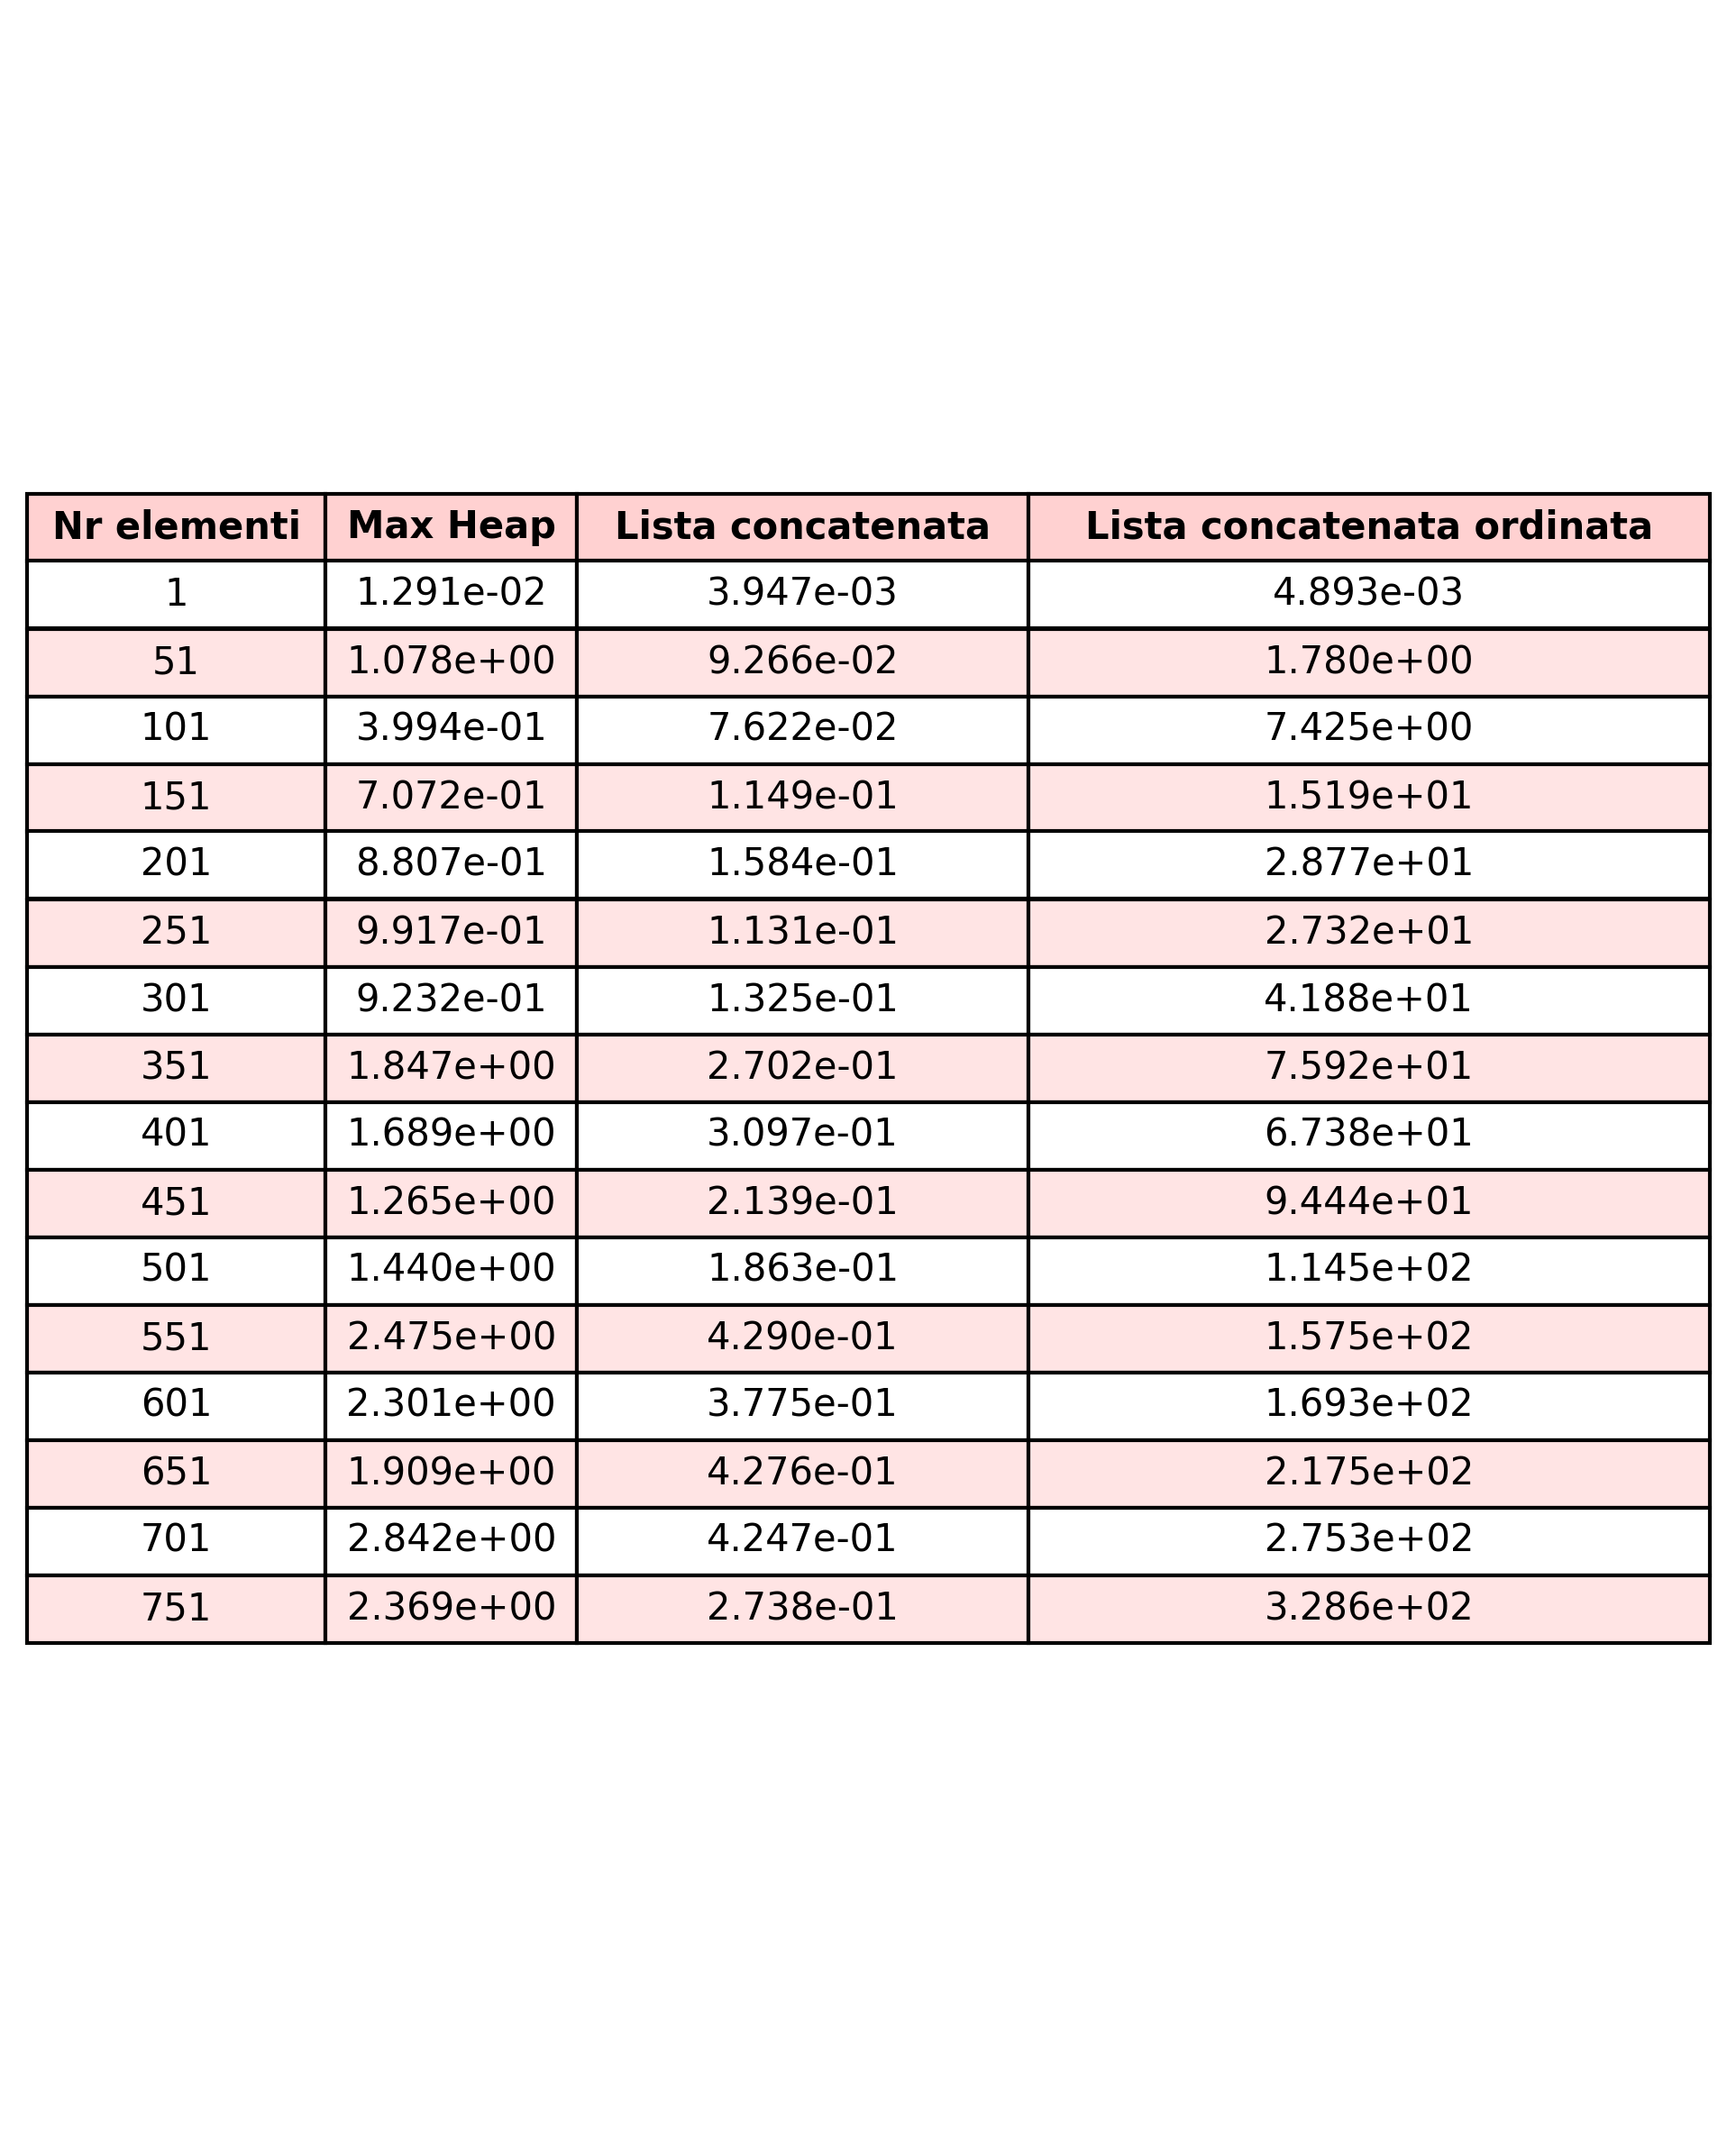 Nr elementi Max Heap Lista concatenata Lista concatenata ordinata
1 1.291e-02 3.947e-03 4.893e-03
51 1.078e+00 9.266e-02 1.780e+00
101 3.994e-01 7.622e-02 7.425e+00
151 7.072e-01 1.149e-01 1.519e+01
201 8.807e-01 1.584e-01 2.877e+01
251 9.917e-01 1.131e-01 2.732e+01
301 9.232e-01 1.325e-01 4.188e+01
351 1.847e+00 2.702e-01 7.592e+01
401 1.689e+00 3.097e-01 6.738e+01
451 1.265e+00 2.139e-01 9.444e+01
501 1.440e+00 1.863e-01 1.145e+02
551 2.475e+00 4.290e-01 1.575e+02
601 2.301e+00 3.775e-01 1.693e+02
651 1.909e+00 4.276e-01 2.175e+02
701 2.842e+00 4.247e-01 2.753e+02
751 2.369e+00 2.738e-01 3.286e+02